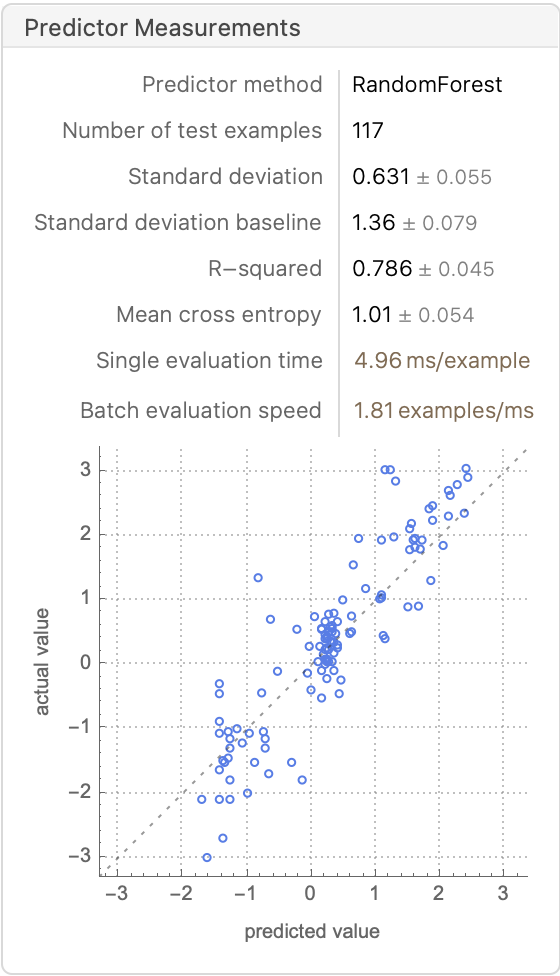 Predictor Measurements
Predictor method RandomForest
Number of test examples 117
Standard deviation 0.631 ± 0.055
Standard deviation baseline 1.36 ± 0.079
R−squared 0.786 ± 0.045
Mean cross entropy 1.01 ± 0.054
Single evaluation time 4.96 ms/example
Batch evaluation speed 1.81 examples/ms
3
2
1
0
−1
−2
−3
actual value
−3 −2 −1 0 1 2 3
predicted value